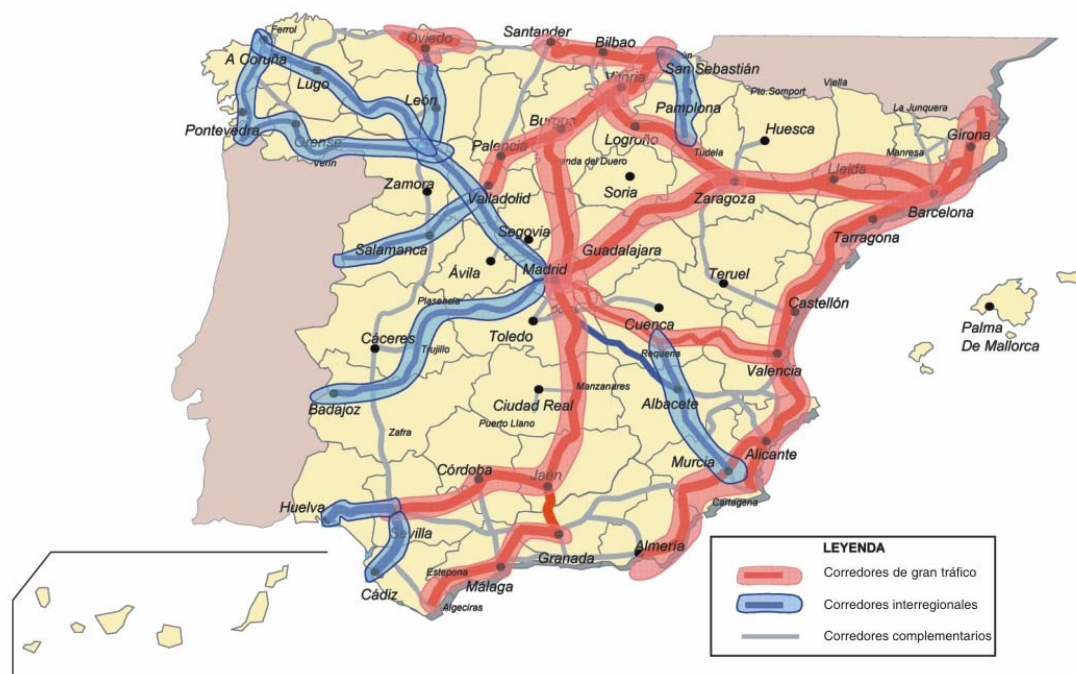 Ferrol
Oviedo
Santander
Bilbao
A Coruña
San Sebastián
Lugo
León
Vitoria
Viella
Pto.Somport
La Junquera
Pamplona
Pontevedra
Orense
Verin
Burgos
Palencia
Logroño
Huesca
Girona
Manresa
Tudela
Lleida
Zamora
Soria
Zaragoza
Barcelona
Valladolid
Segovia
Tarragona
Salamanca
Guadalajara
Ávila
Madrid
Teruel
Plasencia
Castellón
Toledo
Cuenca
Palma
De Mallorca
Cáceres
Trujillo
Requena
Valencia
Manzanares
Badajoz
Ciudad Real
Albacete
Puerto Llano
Zafra
Alicante
Murcia
Córdoba
Jaén
Cartagena
Huelva
Sevilla
Almería
Granada
Estepona
Málaga
Cádiz
Algeciras
LEYENDA
Corredores de gran tráfico
Corredores interregionales
Corredores complementarios